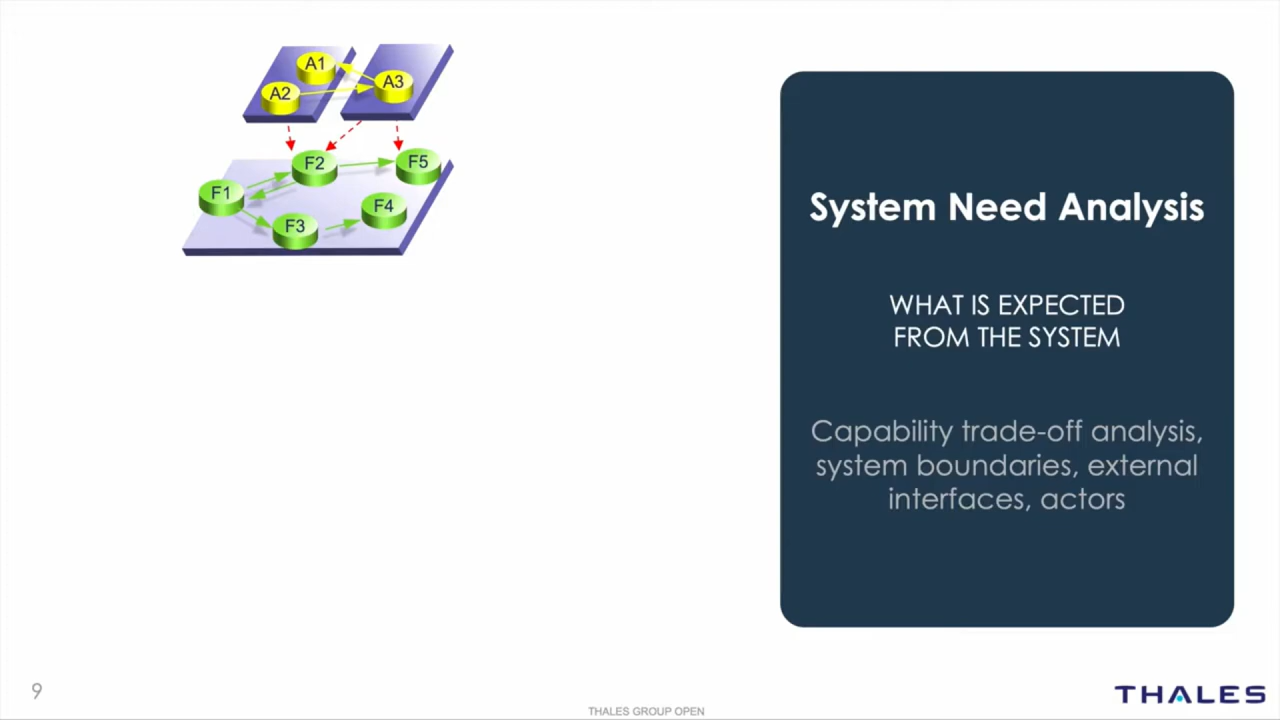 A1
A2
A3
F1
F2
F5
F3
F4
System Need Analysis
WHAT IS EXPECTED
FROM THE SYSTEM
Capability trade-off analysis,
system boundaries, external
interfaces, actors
9
THALES GROUP OPEN
THALES